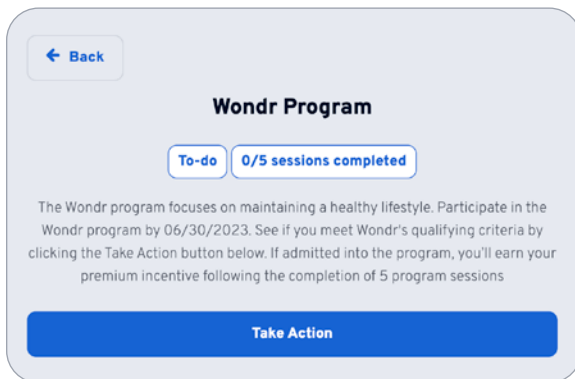 ← Back
Wondr Program
To-do 0/5 sessions completed
The Wondr program focuses on maintaining a healthy lifestyle. Participate in the
Wondr program by 06/30/2023. See if you meet Wondr's qualifying criteria by
clicking the Take Action button below. If admitted into the program, you'll earn your
premium incentive following the completion of 5 program sessions
Take Action